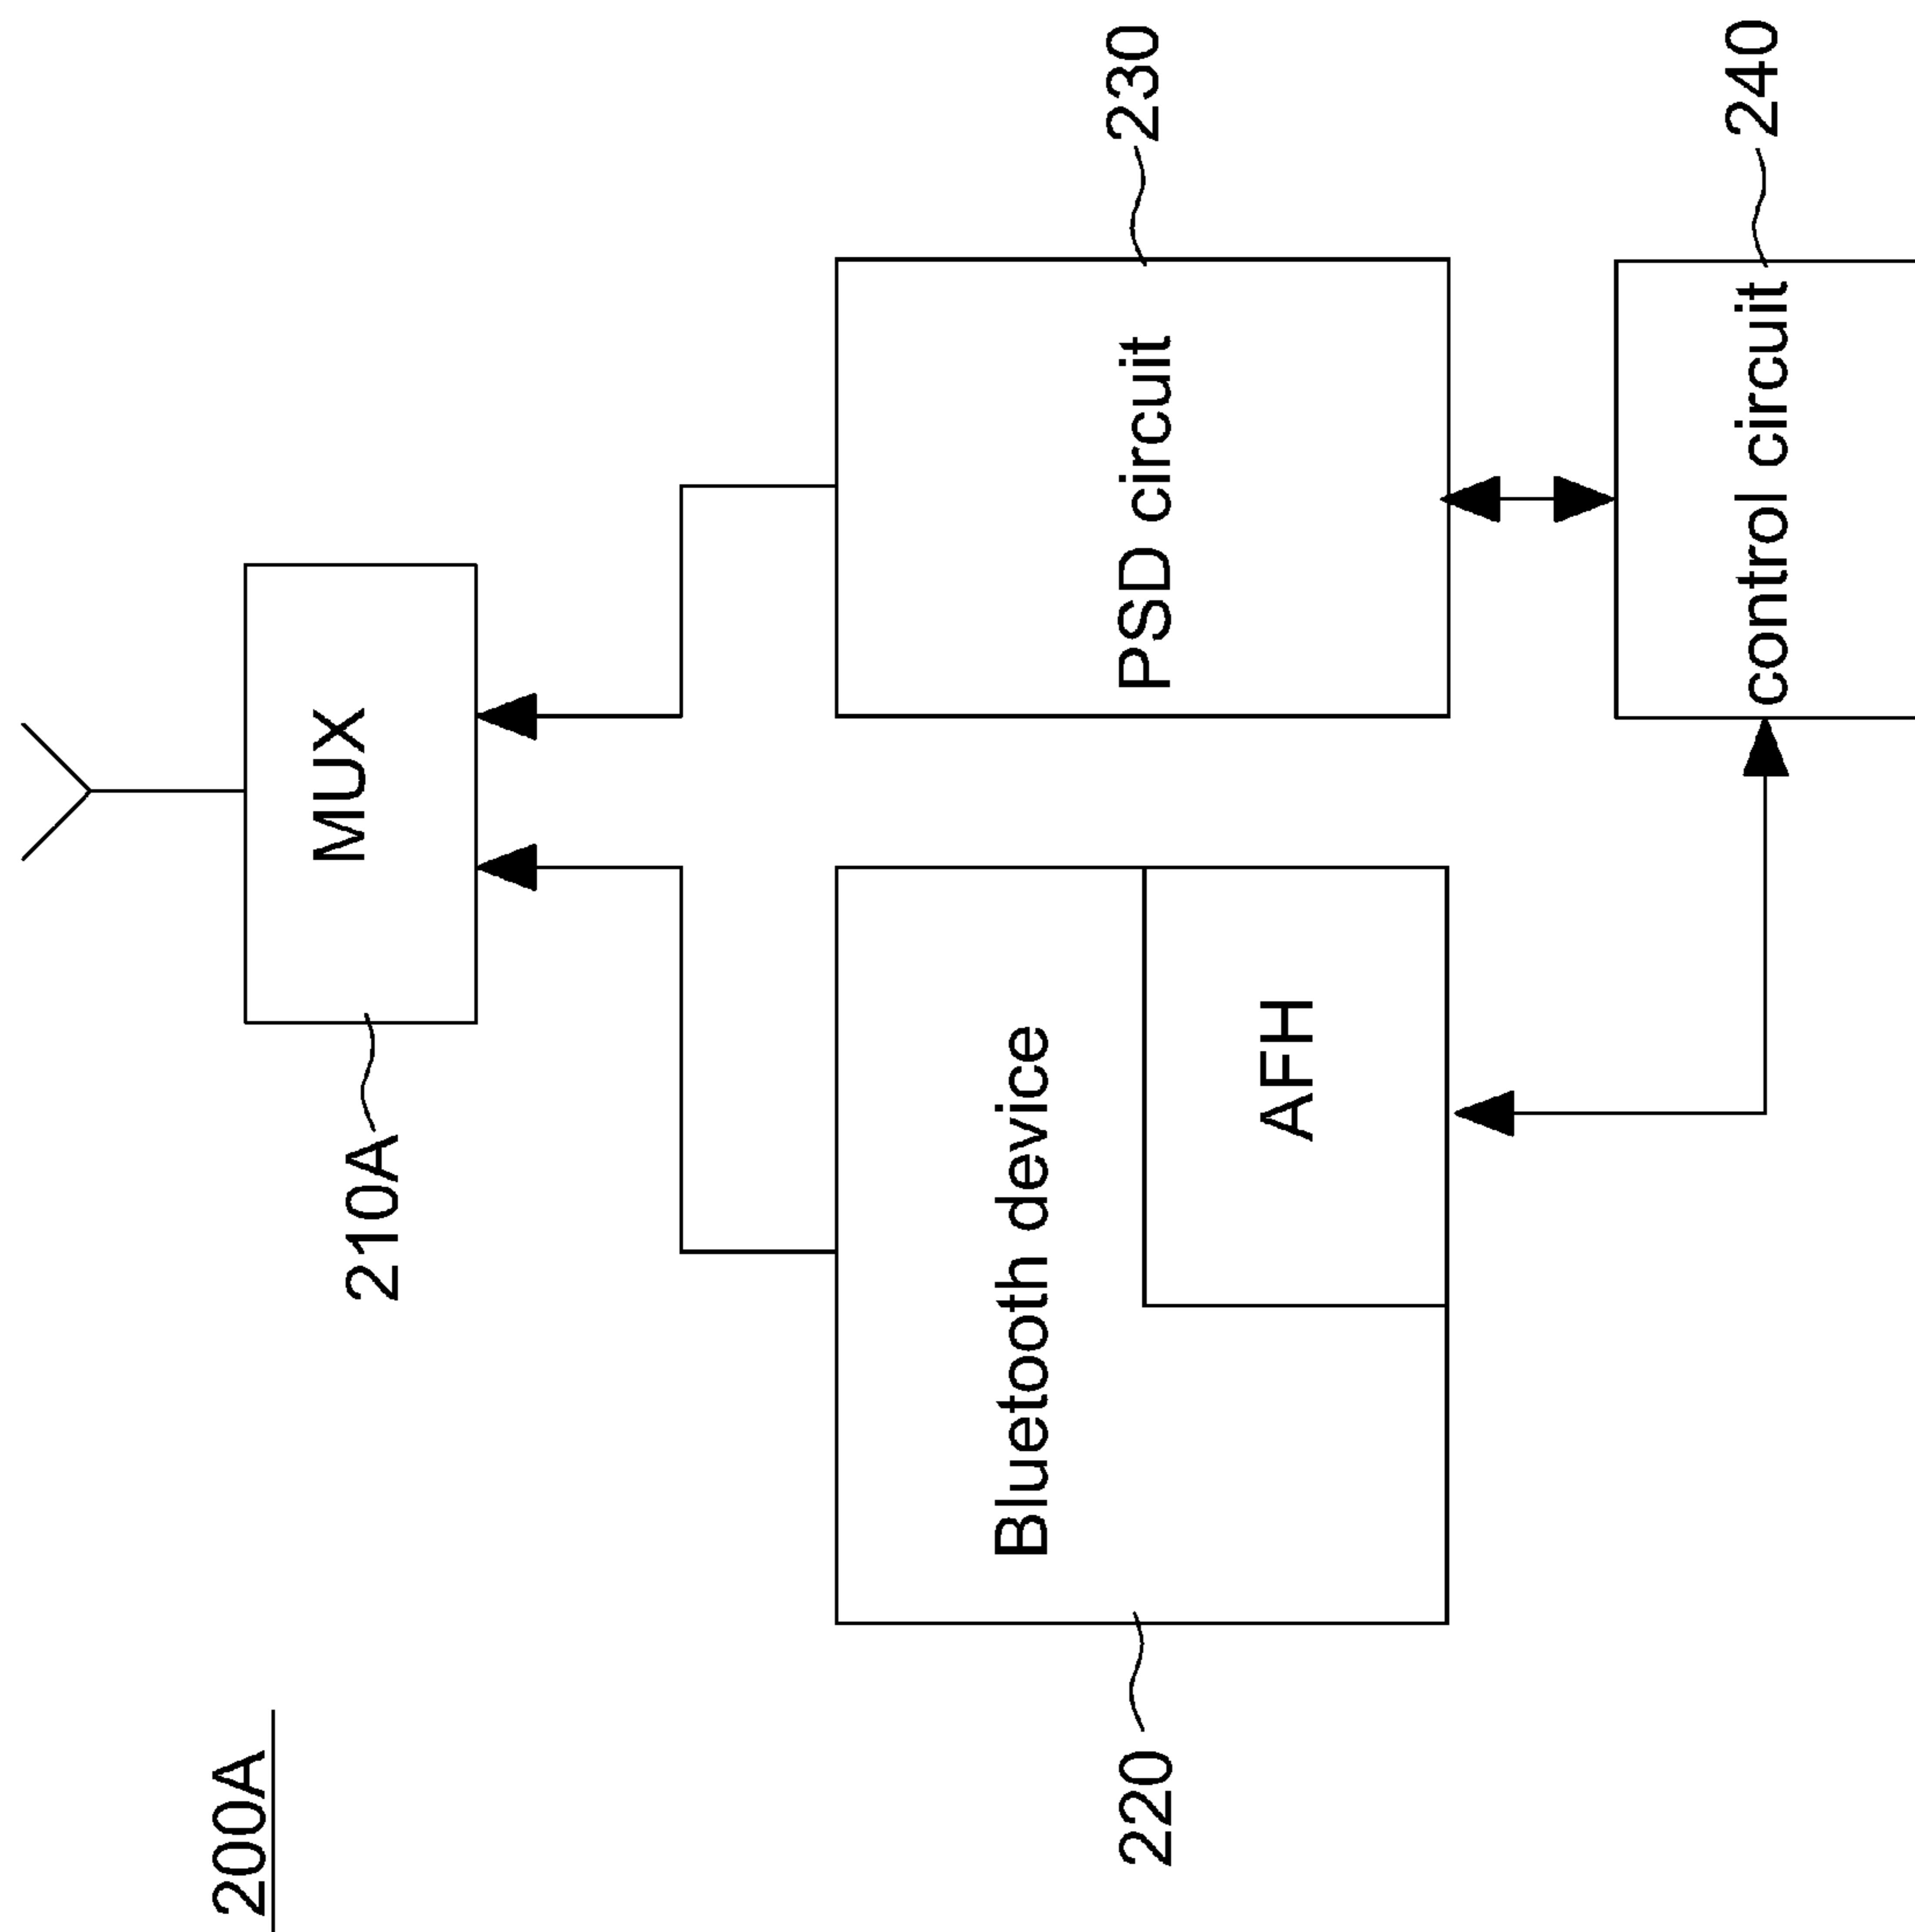 200A
MUX
210A
Bluetooth device
AFH
220
PSD circuit
230
control circuit
240